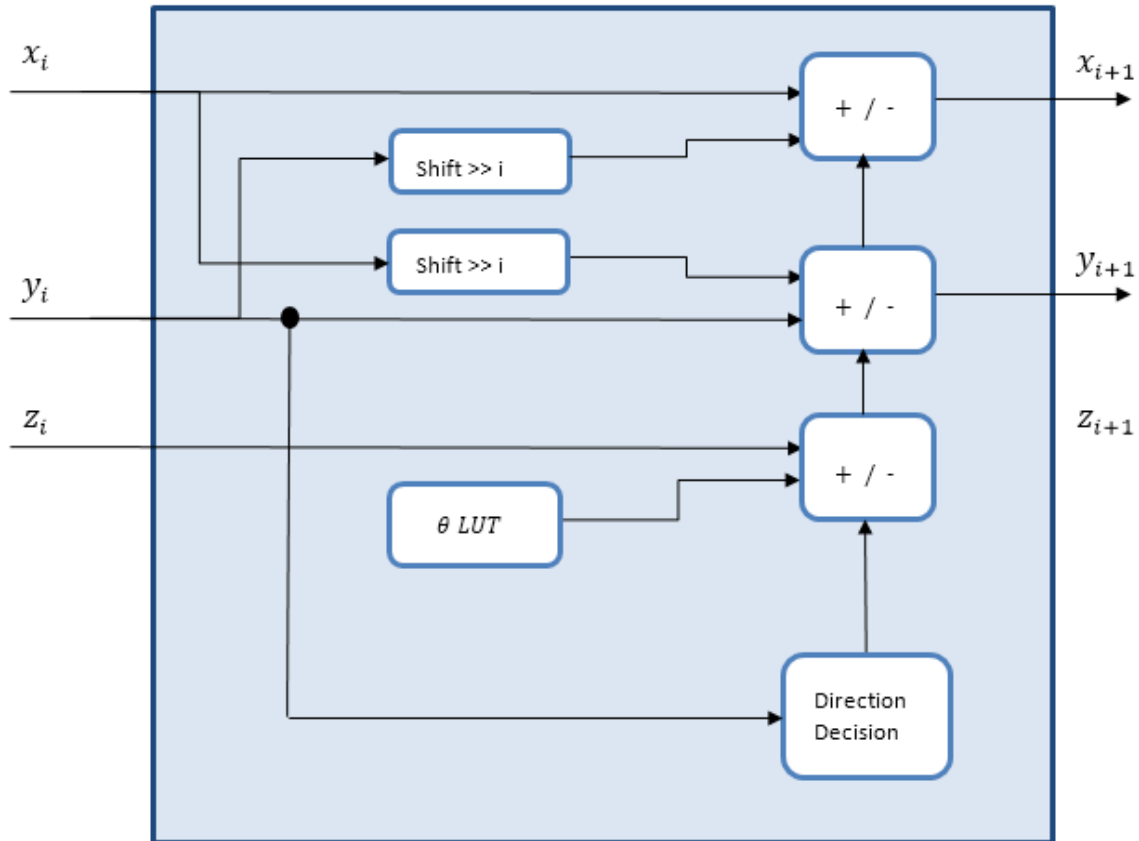 x_i
x_{i+1}
+ / -
Shift >> i
Shift >> i
y_i
y_{i+1}
+ / -
z_i
z_{i+1}
+ / -
θ LUT
Direction
Decision